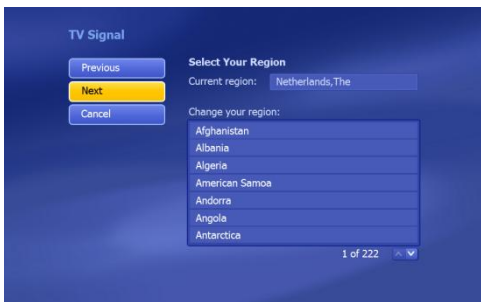 TV Signal
Previous
Next
Cancel
Select Your Region
Current region: Netherlands,The
Change your region:
Afghanistan
Albania
Algeria
American Samoa
Andorra
Angola
Antarctica
1 of 222